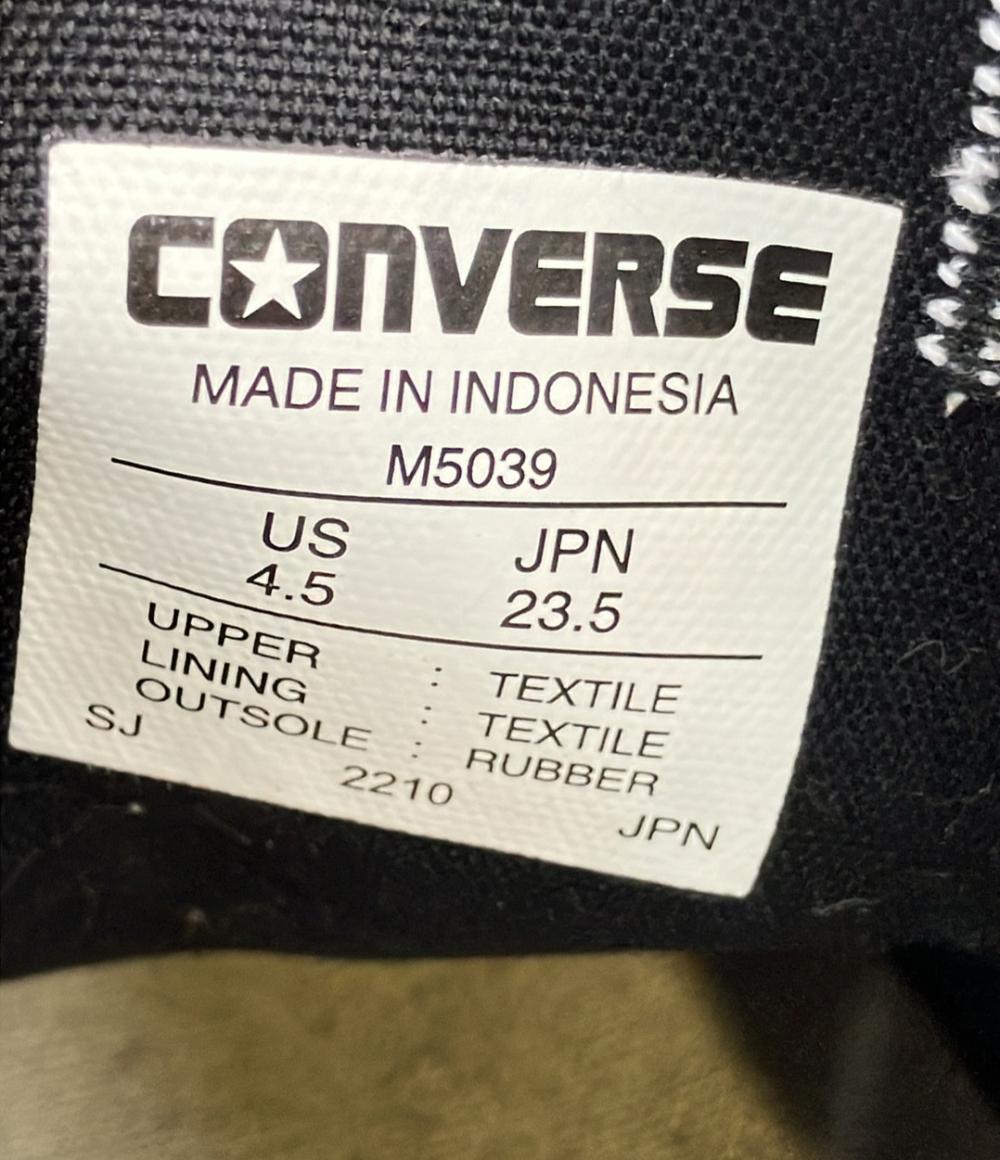 CONVERSE
MADE IN INDONESIA
M5039
US JPN
4.5 23.5
UPPER : TEXTILE
LINING : TEXTILE
OUTSOLE : RUBBER
SJ 2210 JPN